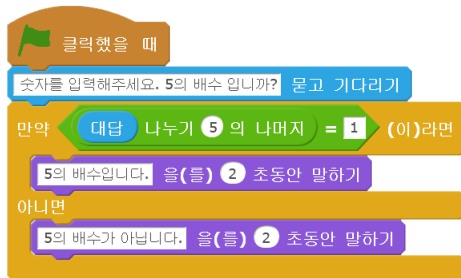 클릭했을 때
숫자를 입력해주세요. 5의 배수 입니까? 묻고 기다리기
만약 대답 나누기 5 의 나머지 = 1 (이)라면
5의 배수입니다. 을(를) 2 초동안 말하기
아니면
5의 배수가 아닙니다. 을(를) 2 초동안 말하기